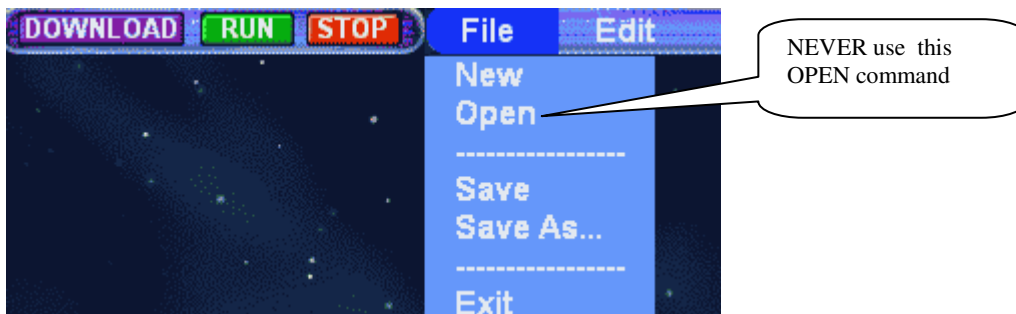 DOWNLOAD RUN STOP File Edit
New
Open
-----------------
Save
Save As...
-----------------
Exit
NEVER use this
OPEN command